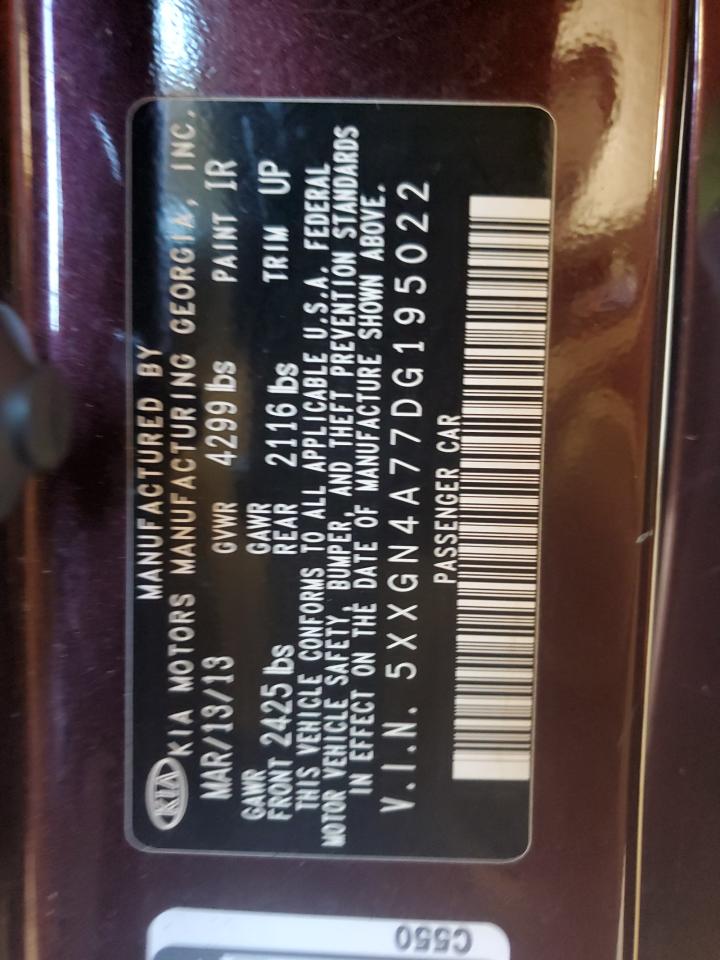 MANUFACTURED BY
KIA KIA MOTORS MANUFACTURING GEORGIA, INC.
MAR/13/13 GVWR 4299 lbs PAINT IR
GAWR GAWR
FRONT 2425 lbs REAR 2116 lbs TRIM UP
THIS VEHICLE CONFORMS TO ALL APPLICABLE U.S.A. FEDERAL
MOTOR VEHICLE SAFETY, BUMPER, AND THEFT PREVENTION STANDARDS
IN EFFECT ON THE DATE OF MANUFACTURE SHOWN ABOVE.
V.I.N. 5XXGN4A77DG195022
PASSENGER CAR
C550